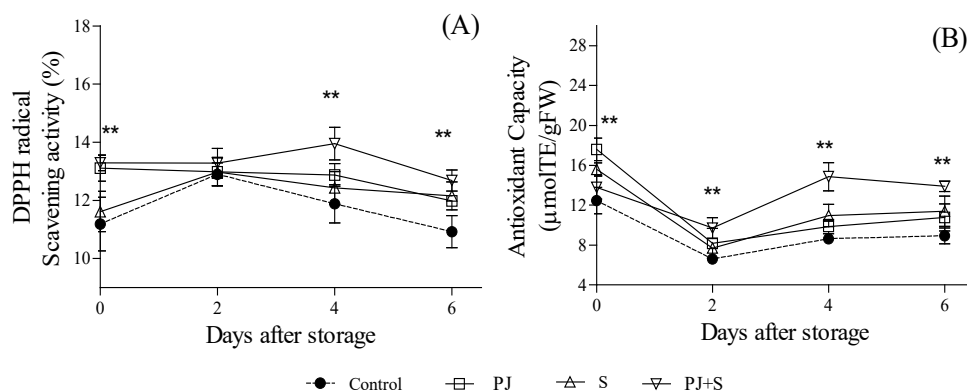 (A)
DPPH radical
Scavening activity (%)
18
16
14
12
10
**
**
**
0
2
4
6
Days after storage
(B)
Antioxidant Capacity
(µmolTE/gFW)
28
24
20
16
12
8
4
**
**
**
**
0
2
4
6
Days after storage
Control
PJ
S
PJ+S